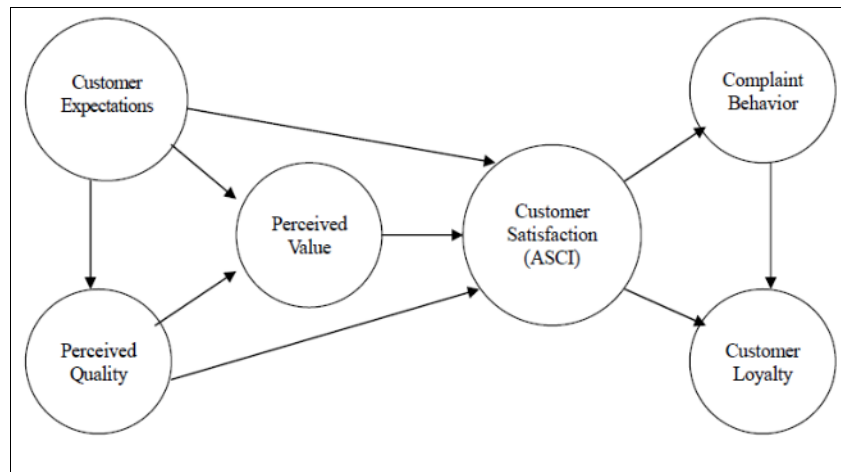 Customer
Expectations
Complaint
Behavior
Perceived
Value
Customer
Satisfaction
(ASCI)
Perceived
Quality
Customer
Loyalty